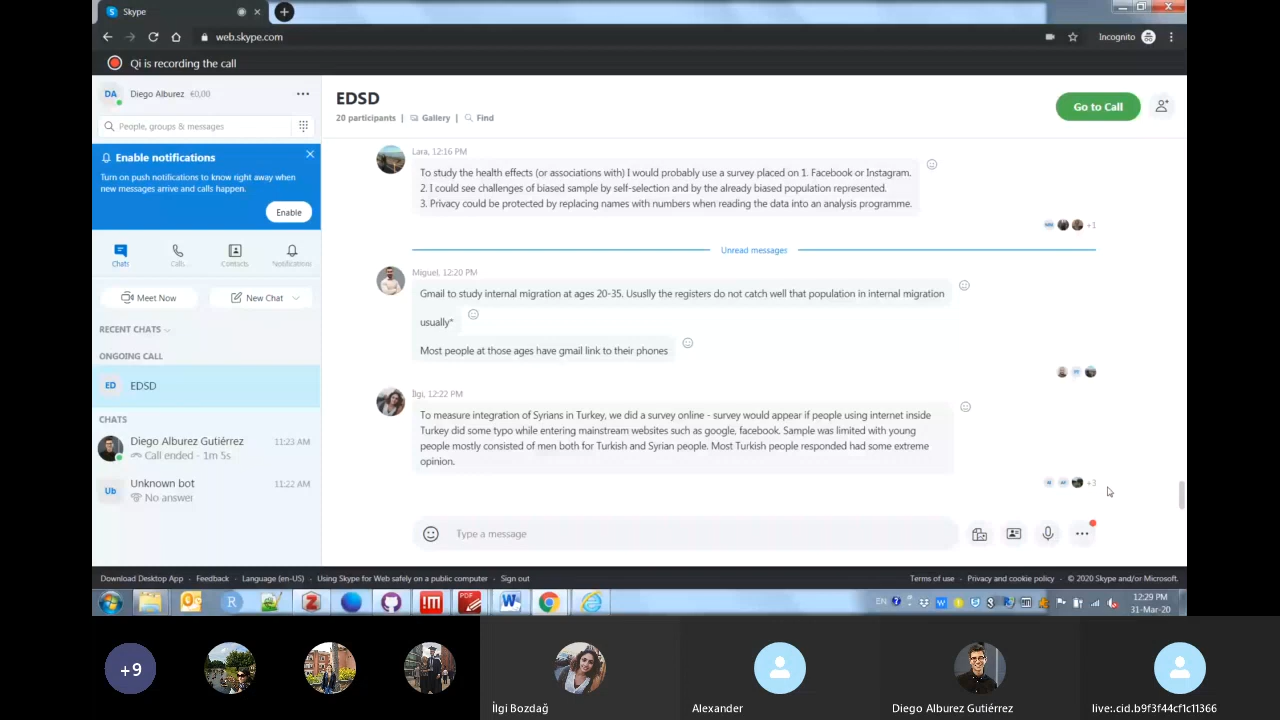 Skype
web.skype.com
Incognito
Qi is recording the call
DA
Diego Alburez €0,00
People, groups & messages
Enable notifications
Turn on push notifications to know right away when
new messages arrive and calls happen.
Enable
Chats
Calls
Contacts
Notifications
Meet Now
New Chat
RECENT CHATS
ONGOING CALL
ED
EDSD
CHATS
Diego Alburez Gutiérrez
11:23 AM
Call ended - 1m 5s
Ub
Unknown bot
11:22 AM
No answer
EDSD
20 participants | Gallery | Find
Go to Call
Lara, 12:16 PM
To study the health effects (or associations with) I would probably use a survey placed on 1. Facebook or Instagram.
2. I could see challenges of biased sample by self-selection and by the already biased population represented.
3. Privacy could be protected by replacing names with numbers when reading the data into an analysis programme.
+1
Unread messages
Miguel, 12:20 PM
Gmail to study internal migration at ages 20-35. Ususlly the registers do not catch well that population in internal migration
usually*
Most people at those ages have gmail link to their phones
İlgi, 12:22 PM
To measure integration of Syrians in Turkey, we did a survey online - survey would appear if people using internet inside
Turkey did some typo while entering mainstream websites such as google, facebook. Sample was limited with young
people mostly consisted of men both for Turkish and Syrian people. Most Turkish people responded had some extreme
opinion.
+3
Type a message
Download Desktop App · Feedback · Language (en-US) · Using Skype for Web safely on a public computer · Sign out
Terms of use · Privacy and cookie policy · © 2020 Skype and/or Microsoft.
EN
12:29 PM
31-Mar-20
+9
İlgi Bozdağ
Alexander
Diego Alburez Gutiérrez
live:.cid.b9f3f44cf1c11366